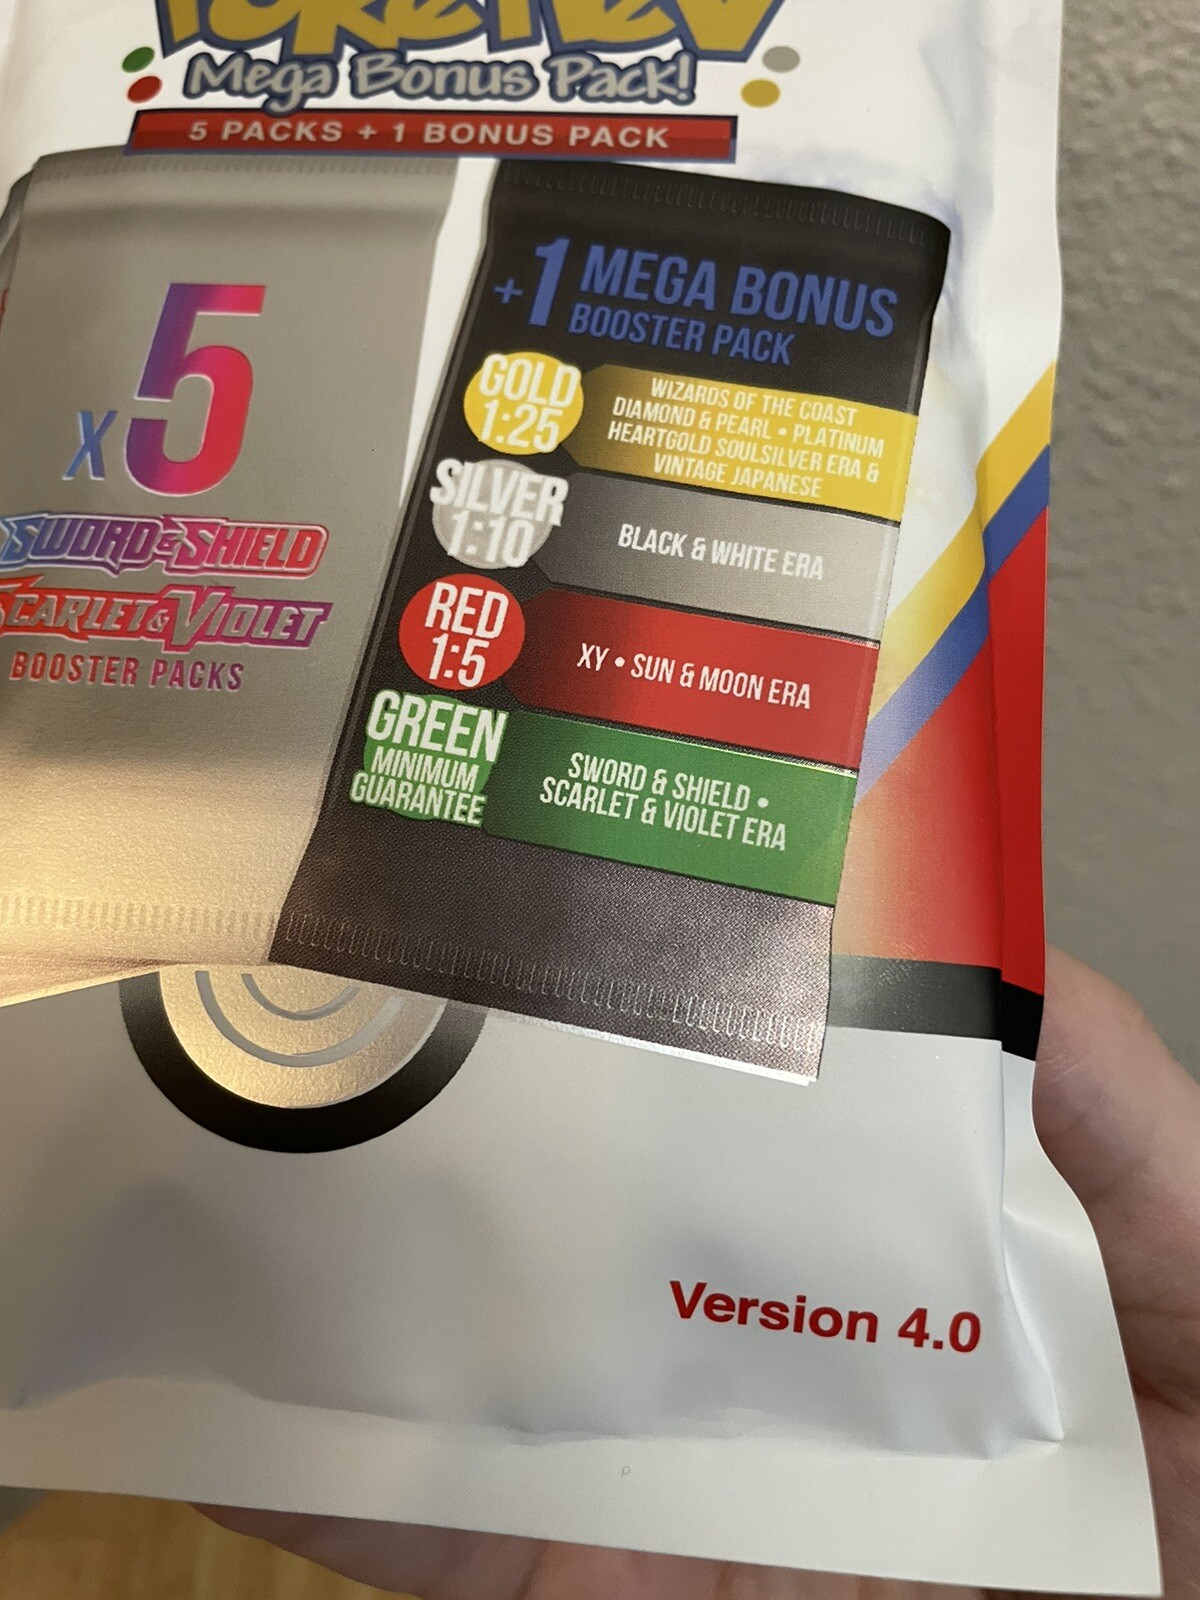 Mega Bonus Pack!
5 PACKS + 1 BONUS PACK
x5
SWORD & SHIELD
SCARLET & VIOLET
BOOSTER PACKS
+1 MEGA BONUS
BOOSTER PACK
GOLD
1:25
WIZARDS OF THE COAST
DIAMOND & PEARL • PLATINUM
HEARTGOLD SOULSILVER ERA &
VINTAGE JAPANESE
SILVER
1:10
BLACK & WHITE ERA
RED
1:5
XY • SUN & MOON ERA
GREEN
MINIMUM
GUARANTEE
SWORD & SHIELD •
SCARLET & VIOLET ERA
Version 4.0